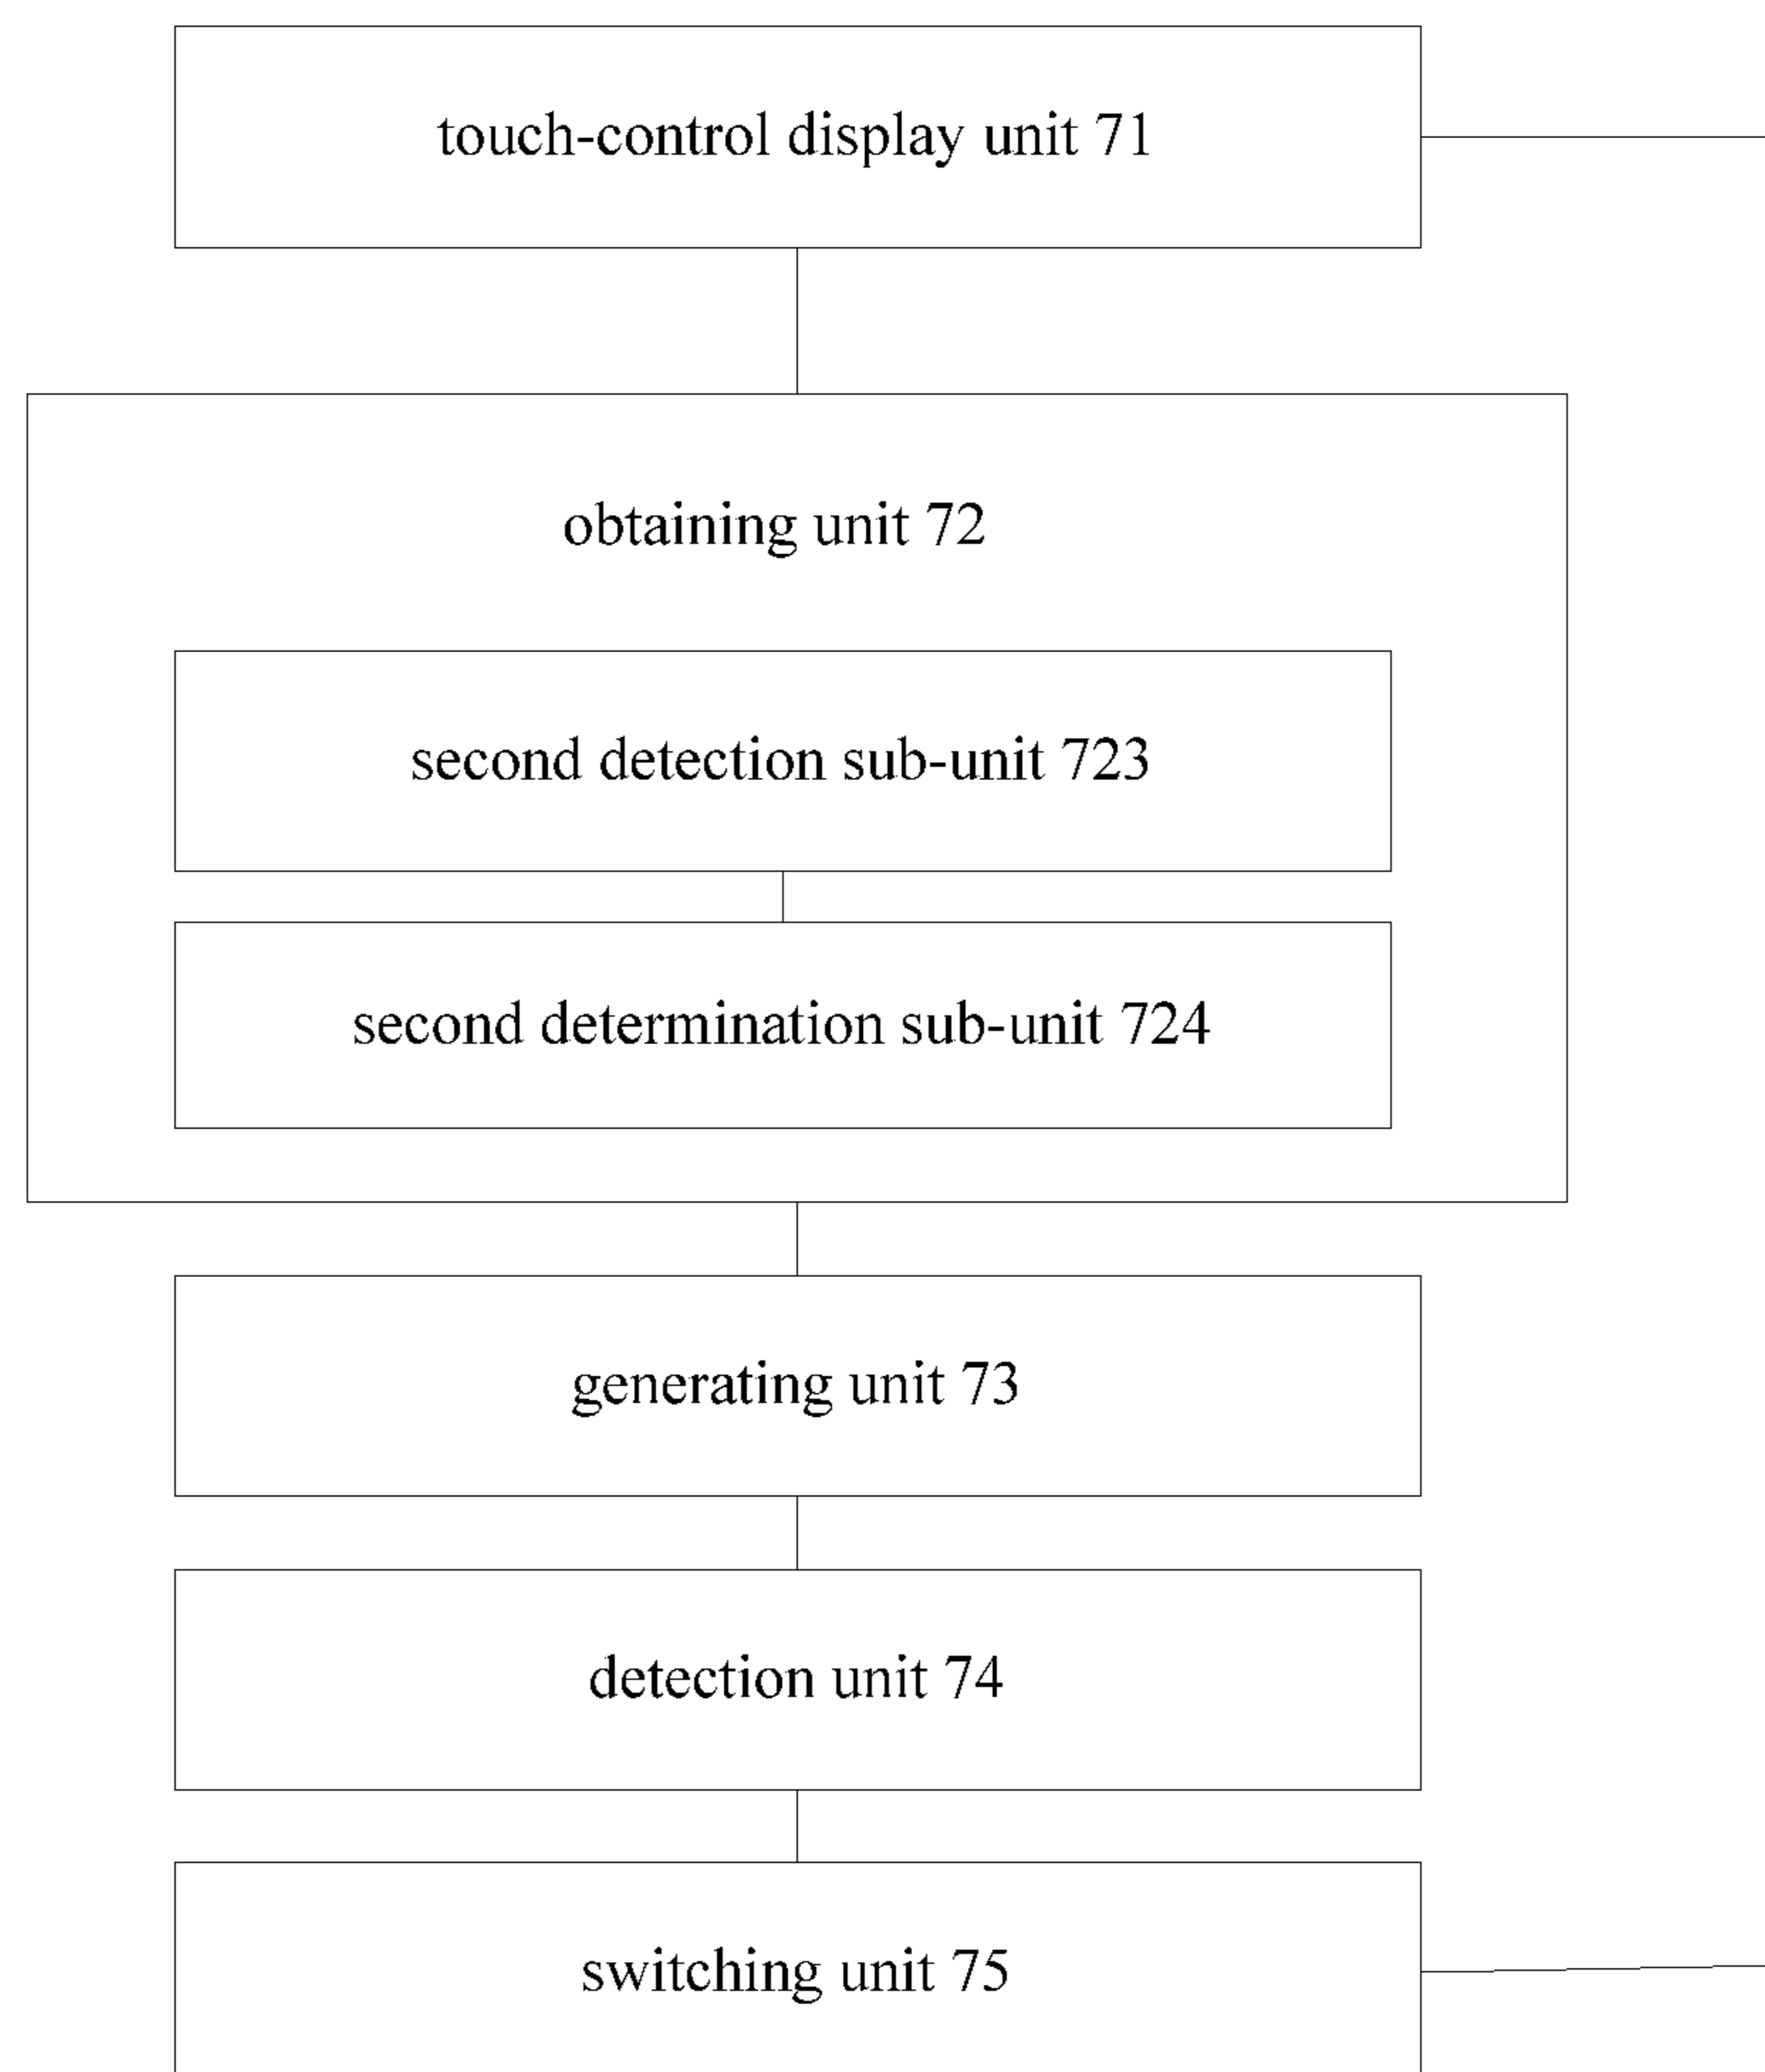 touch-control display unit 71
obtaining unit 72
second detection sub-unit 723
second determination sub-unit 724
generating unit 73
detection unit 74
switching unit 75